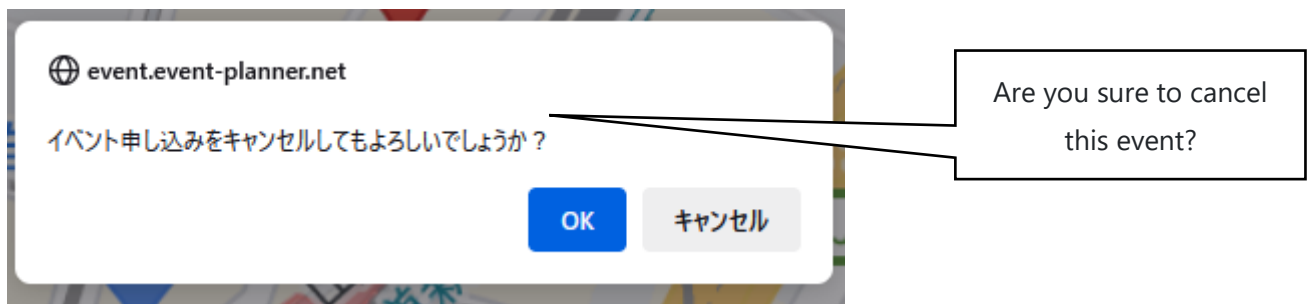 event.event-planner.net
イベント申し込みをキャンセルしてもよろしいでしょうか？
OK
キャンセル
Are you sure to cancel
this event?